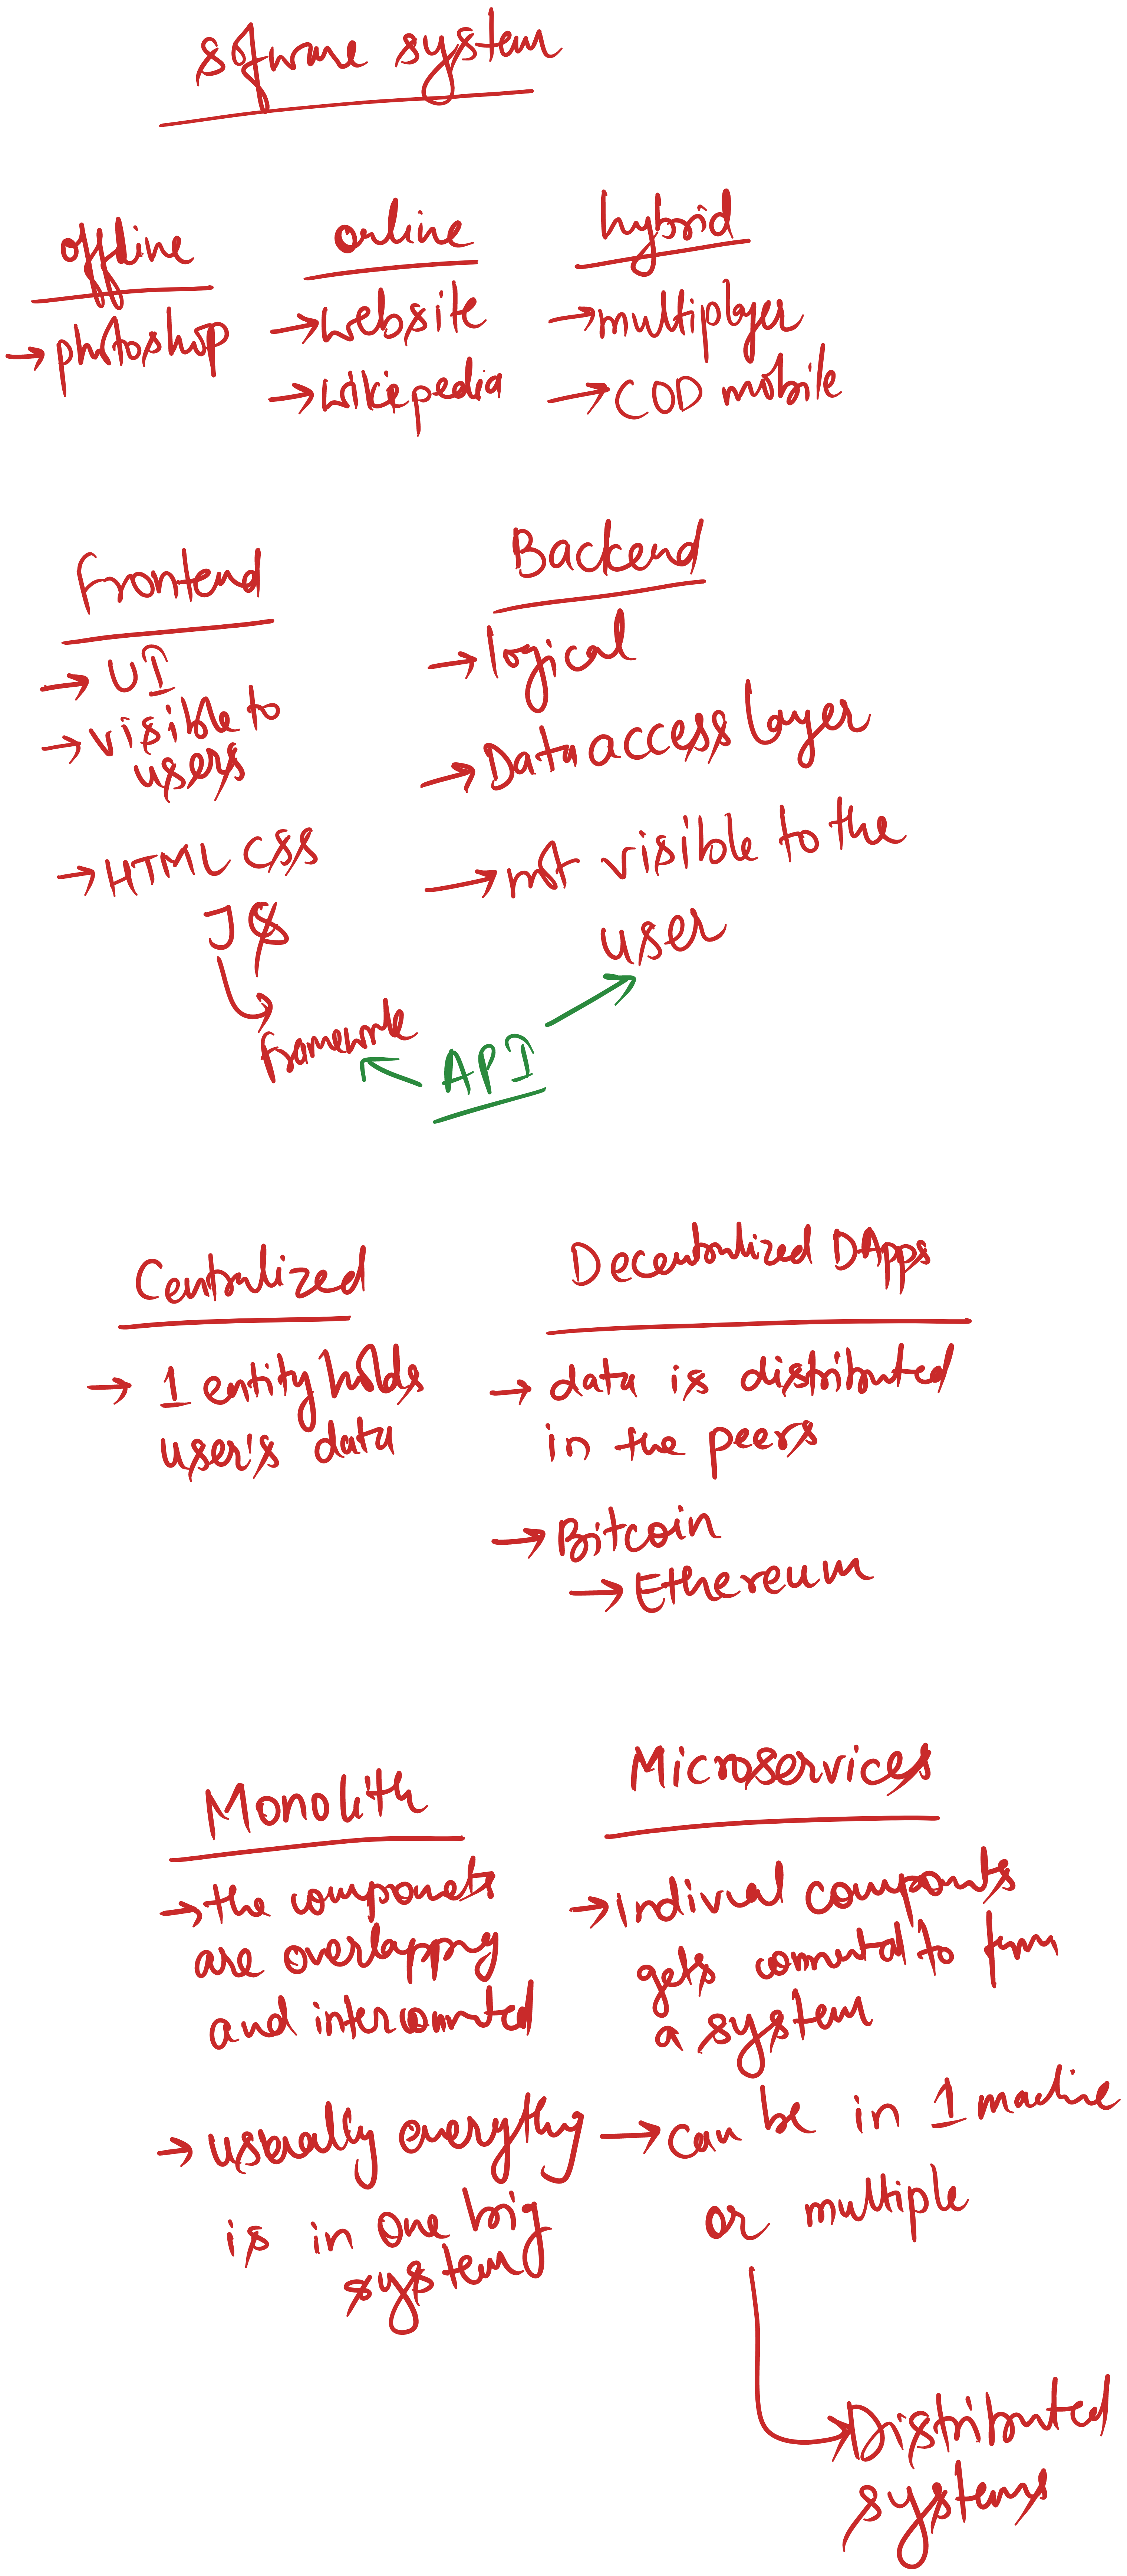 sftware system
offline online hybrid
→ photoshop → website → multiplayer
→ wikipedia → COD mobile
Frontend Backend
→ UI → logical
→ visible to
users
→ Data access layer
→ HTML CSS → not visible to the
JS user
framework API
Centralized Decentralized DApps
→ 1 entity holds → data is distributed
user's data in the peers
→ Bitcoin
→ Ethereum
Monolith Microservices
→ the components → indivual components
are overlapping gets connected to form
and interconnected a system
→ usually everything → can be in 1 machine
is in one big or multiple
system
Distributed
systems